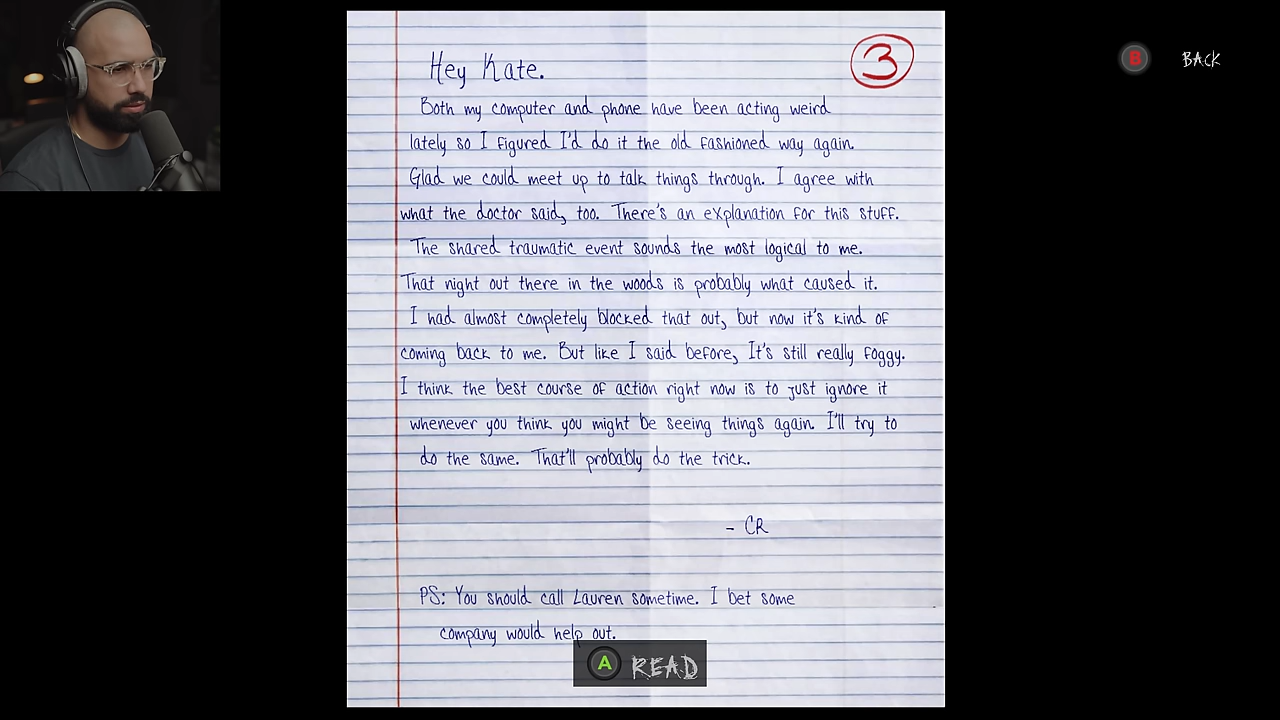 3
B BACK
Hey Kate.
Both my computer and phone have been acting weird
lately so I figured I'd do it the old fashioned way again.
Glad we could meet up to talk things through. I agree with
what the doctor said, too. There's an explanation for this stuff.
The shared traumatic event sounds the most logical to me.
That night out there in the woods is probably what caused it.
I had almost completely blocked that out, but now it's kind of
coming back to me. But like I said before, It's still really foggy.
I think the best course of action right now is to just ignore it
whenever you think you might be seeing things again. I'll try to
do the same. That'll probably do the trick.
- CR
PS: You should call Lauren sometime. I bet some
company would help out.
A READ